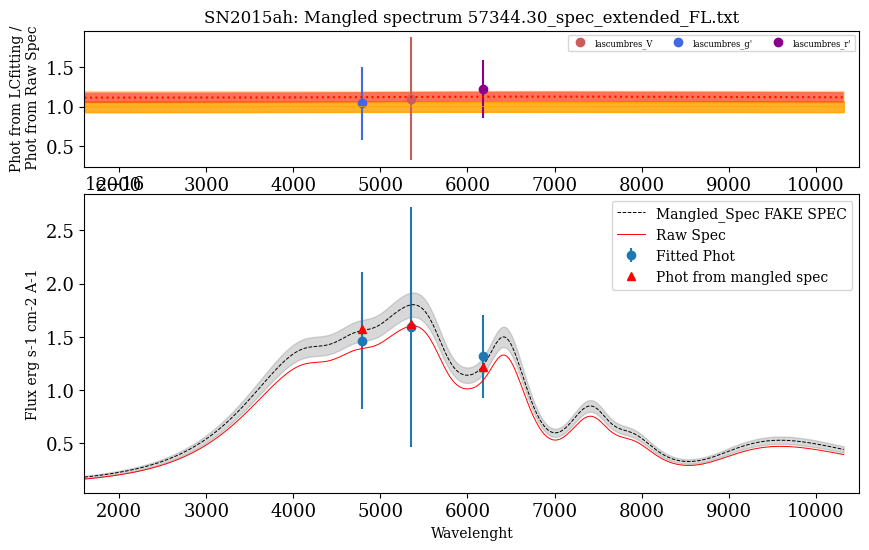 SN2015ah: Mangled spectrum 57344.30_spec_extended_FL.txt
Phot from LCfitting /
Phot from Raw Spec
lascumbres_V
lascumbres_g'
lascumbres_r'
1.5
1.0
0.5
2000 3000 4000 5000 6000 7000 8000 9000 10000
1e−16
Flux erg s-1 cm-2 A-1
Mangled_Spec FAKE SPEC
Raw Spec
Fitted Phot
Phot from mangled spec
2.5
2.0
1.5
1.0
0.5
2000 3000 4000 5000 6000 7000 8000 9000 10000
Wavelenght